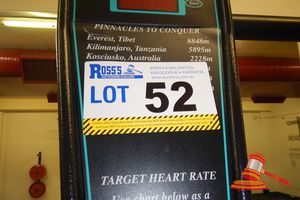 Start
PINNACLES TO CONQUER
Everest, Tibet 8848m
Kilimanjaro, Tanzania 5895m
Kosciusko, Australia 2228m
ROSS'S
PERTH • WELSHPOOL
KALGOORLIE • KARRATHA
LOT 52
TARGET HEART RATE
Use chart below as a